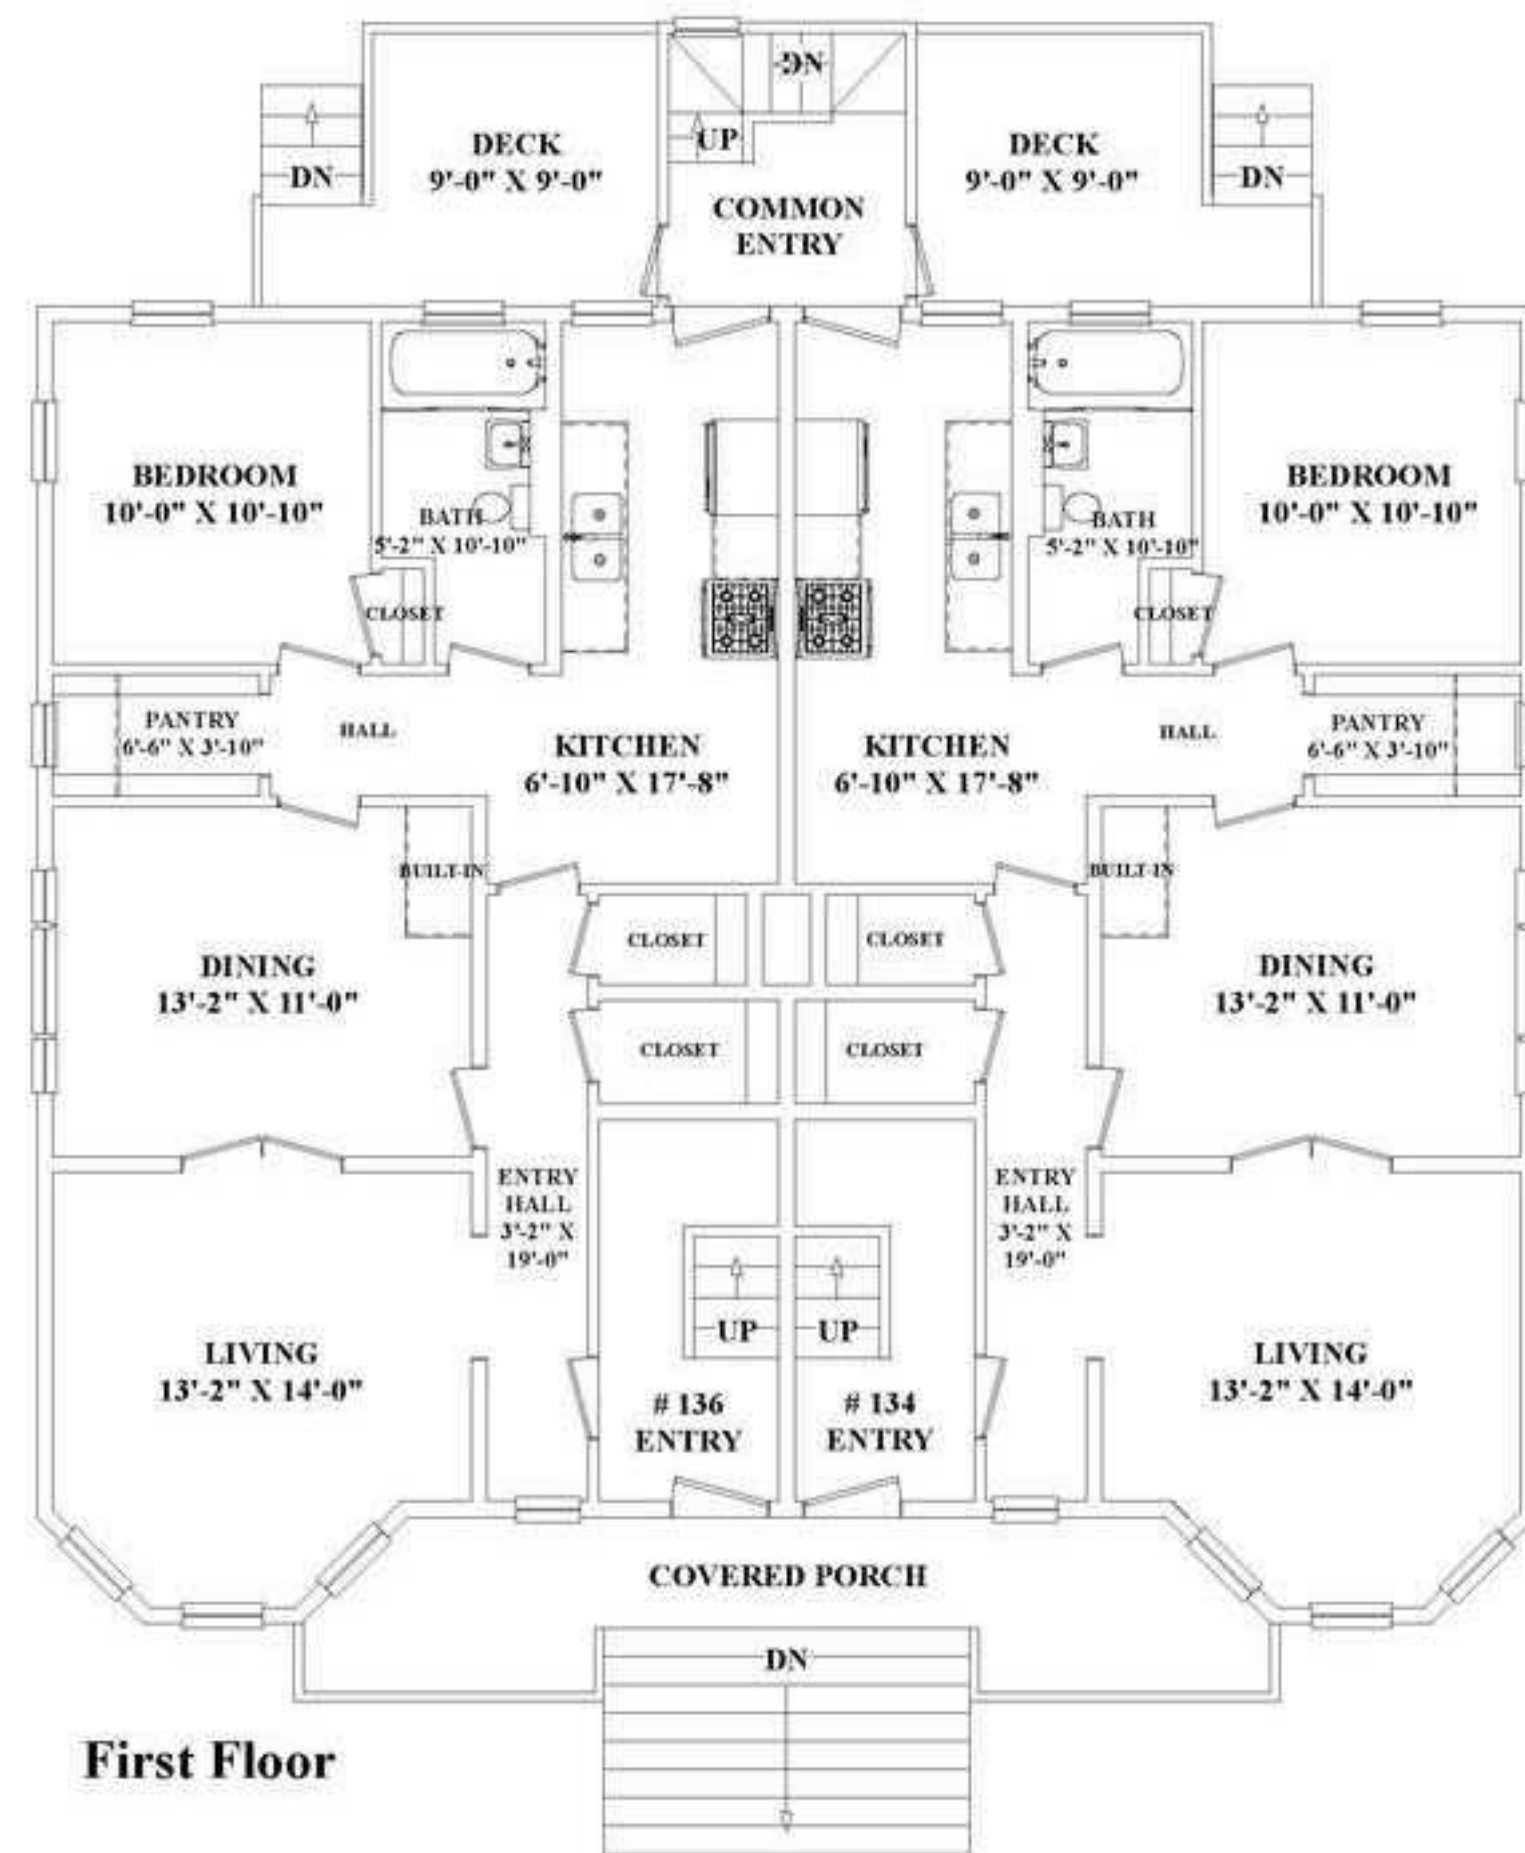 DN
UP
DN
DECK
9'-0" X 9'-0"
DECK
9'-0" X 9'-0"
DN
DN
COMMON
ENTRY
BEDROOM
10'-0" X 10'-10"
BATH
5'-2" X 10'-10"
BATH
5'-2" X 10'-10"
BEDROOM
10'-0" X 10'-10"
CLOSET
CLOSET
PANTRY
6'-6" X 3'-10"
HALL
KITCHEN
6'-10" X 17'-8"
KITCHEN
6'-10" X 17'-8"
HALL
PANTRY
6'-6" X 3'-10"
BUILT-IN
BUILT-IN
DINING
13'-2" X 11'-0"
CLOSET
CLOSET
DINING
13'-2" X 11'-0"
CLOSET
CLOSET
ENTRY
HALL
3'-2" X
19'-0"
ENTRY
HALL
3'-2" X
19'-0"
UP
UP
LIVING
13'-2" X 14'-0"
# 136
ENTRY
# 134
ENTRY
LIVING
13'-2" X 14'-0"
COVERED PORCH
DN
First Floor